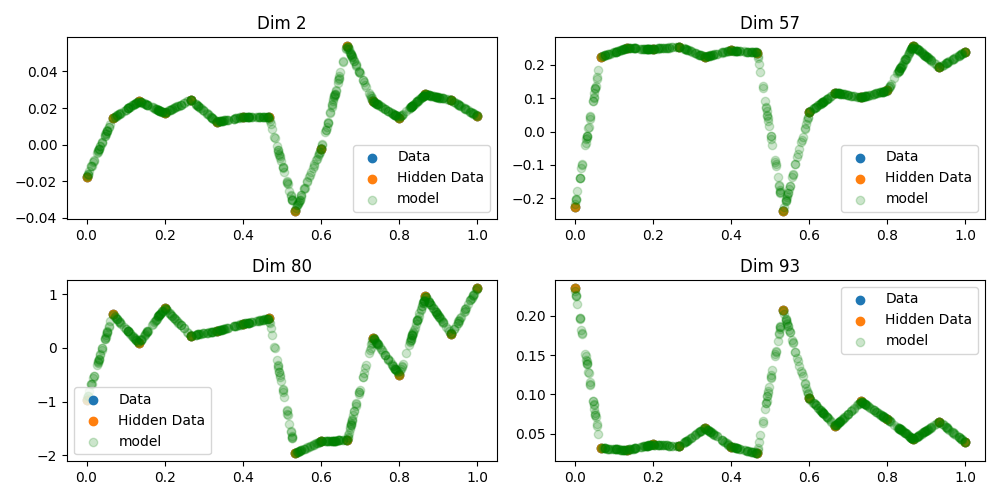 Dim 2
0.04
0.02
0.00
−0.02
−0.04
0.0 0.2 0.4 0.6 0.8 1.0
Data
Hidden Data
model
Dim 57
0.2
0.1
0.0
−0.1
−0.2
0.0 0.2 0.4 0.6 0.8 1.0
Data
Hidden Data
model
Dim 80
1
0
−1
−2
0.0 0.2 0.4 0.6 0.8 1.0
Data
Hidden Data
model
Dim 93
0.20
0.15
0.10
0.05
0.0 0.2 0.4 0.6 0.8 1.0
Data
Hidden Data
model